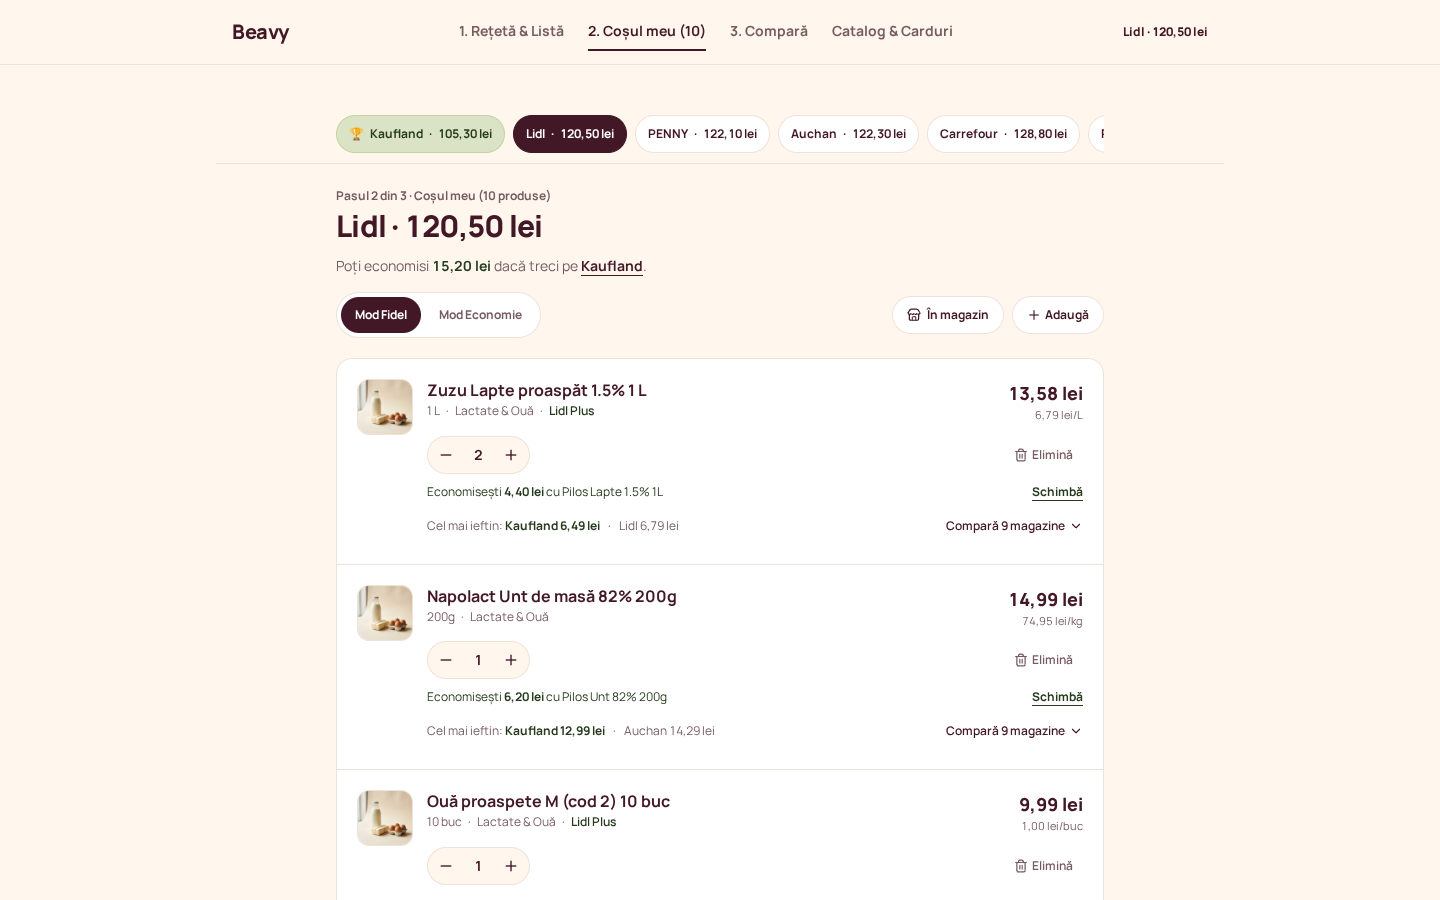 Beavy
1. Rețetă & Listă
2. Coșul meu (10)
3. Compară
Catalog & Carduri
Lidl · 120,50 lei
Kaufland · 105,30 lei
Lidl · 120,50 lei
PENNY · 122,10 lei
Auchan · 122,30 lei
Carrefour · 128,80 lei
Pasul 2 din 3 · Coșul meu (10 produse)
Lidl · 120,50 lei
Poți economisi 15,20 lei dacă treci pe Kaufland.
Mod Fidel
Mod Economie
În magazin
Adaugă
Zuzu Lapte proaspăt 1.5% 1 L
13,58 lei
1 L · Lactate & Ouă · Lidl Plus
6,79 lei/L
2
Elimină
Economisești 4,40 lei cu Pilos Lapte 1.5% 1L
Schimbă
Cel mai ieftin: Kaufland 6,49 lei · Lidl 6,79 lei
Compară 9 magazine
Napolact Unt de masă 82% 200g
14,99 lei
200g · Lactate & Ouă
74,95 lei/kg
1
Elimină
Economisești 6,20 lei cu Pilos Unt 82% 200g
Schimbă
Cel mai ieftin: Kaufland 12,99 lei · Auchan 14,29 lei
Compară 9 magazine
Ouă proaspete M (cod 2) 10 buc
9,99 lei
10 buc · Lactate & Ouă · Lidl Plus
1,00 lei/buc
1
Elimină